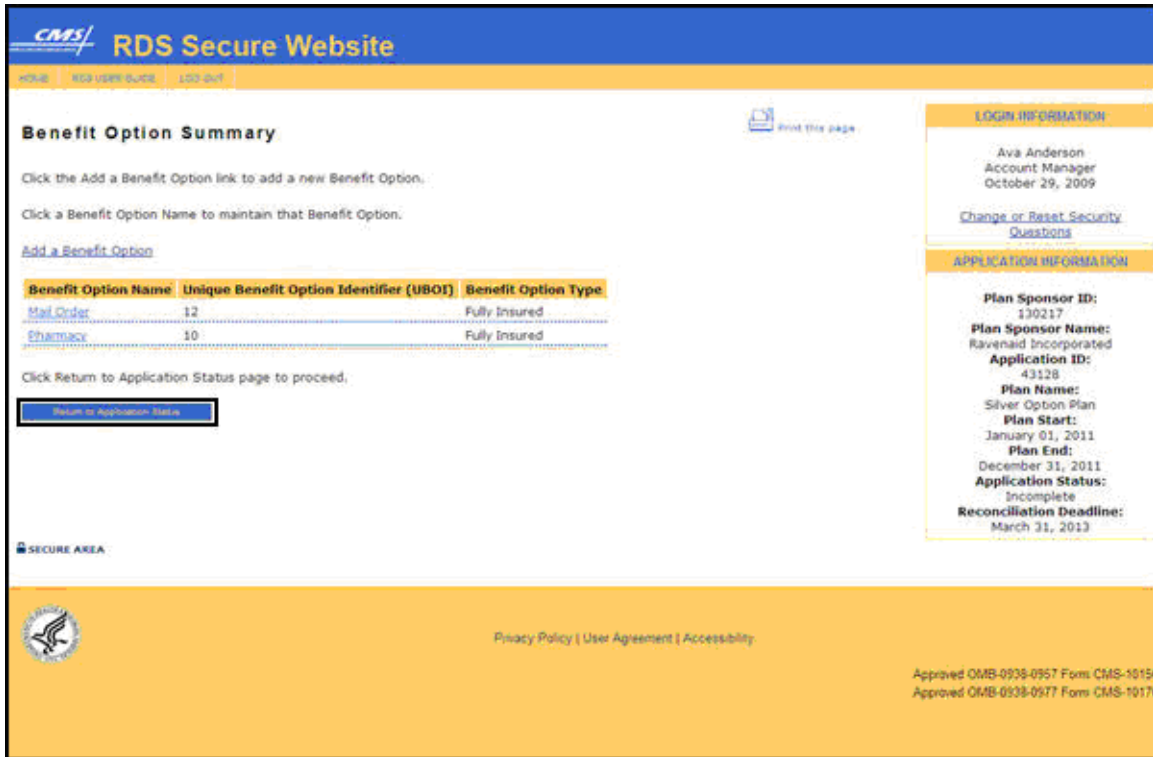 CMS/ RDS Secure Website
HOME RDS USER GUIDE LOG OUT
Benefit Option Summary
Print this page
Click the Add a Benefit Option link to add a new Benefit Option.
Click a Benefit Option Name to maintain that Benefit Option.
Add a Benefit Option
Benefit Option Name Unique Benefit Option Identifier (UBOI) Benefit Option Type
Mail Order 12 Fully Insured
Pharmacy 10 Fully Insured
Click Return to Application Status page to proceed.
Return to Application Status
SECURE AREA
LOGIN INFORMATION
Ava Anderson
Account Manager
October 29, 2009
Change or Reset Security
Questions
APPLICATION INFORMATION
Plan Sponsor ID:
130217
Plan Sponsor Name:
Ravenaid Incorporated
Application ID:
43128
Plan Name:
Silver Option Plan
Plan Start:
January 01, 2011
Plan End:
December 31, 2011
Application Status:
Incomplete
Reconciliation Deadline:
March 31, 2013
Privacy Policy | User Agreement | Accessibility
Approved OMB-0938-0957 Form CMS-1015
Approved OMB-0938-0977 Form CMS-1017